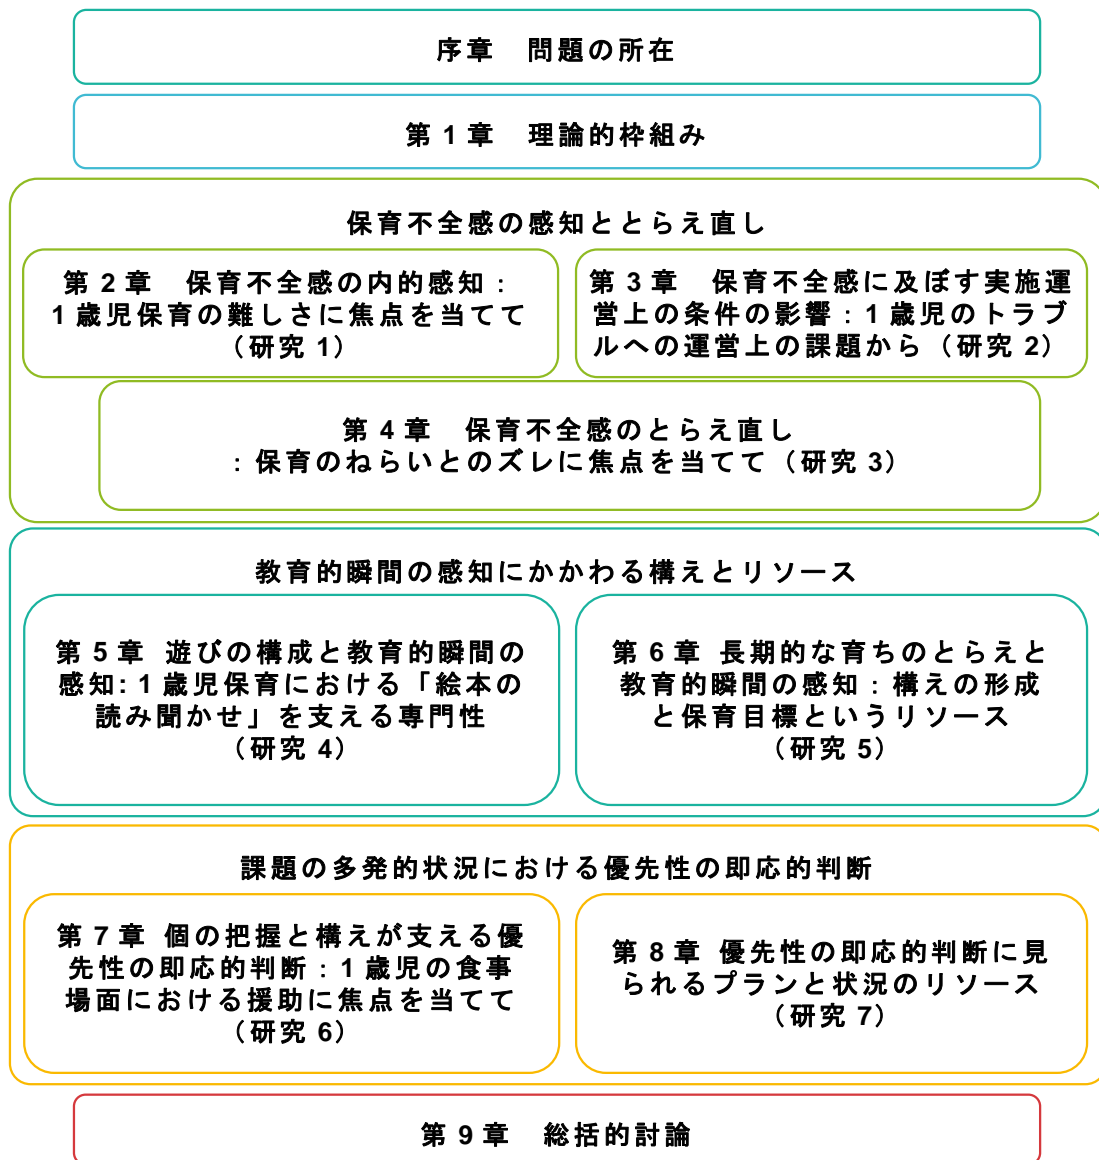 序章　問題の所在
第 1 章　理論的枠組み
保育不全感の感知ととらえ直し
第 2 章　保育不全感の内的感知：
1 歳児保育の難しさに焦点を当てて
（研究 1）
第 3 章　保育不全感に及ぼす実施運
営上の条件の影響：1 歳児のトラブ
ルへの運営上の課題から（研究 2）
第 4 章　保育不全感のとらえ直し
：保育のねらいとのズレに焦点を当てて（研究 3）
教育的瞬間の感知にかかわる構えとリソース
第 5 章 遊びの構成と教育的瞬間の
感知: 1 歳児保育における「絵本の
読み聞かせ」を支える専門性
（研究 4）
第 6 章 長期的な育ちのとらえと
教育的瞬間の感知：構えの形成
と保育目標というリソース
（研究 5）
課題の多発的状況における優先性の即応的判断
第 7 章 個の把握と構えが支える優
先性の即応的判断：1 歳児の食事
場面における援助に焦点を当てて
（研究 6）
第 8 章 優先性の即応的判断に見
られるプランと状況のリソース
（研究 7）
第 9 章　総括的討論